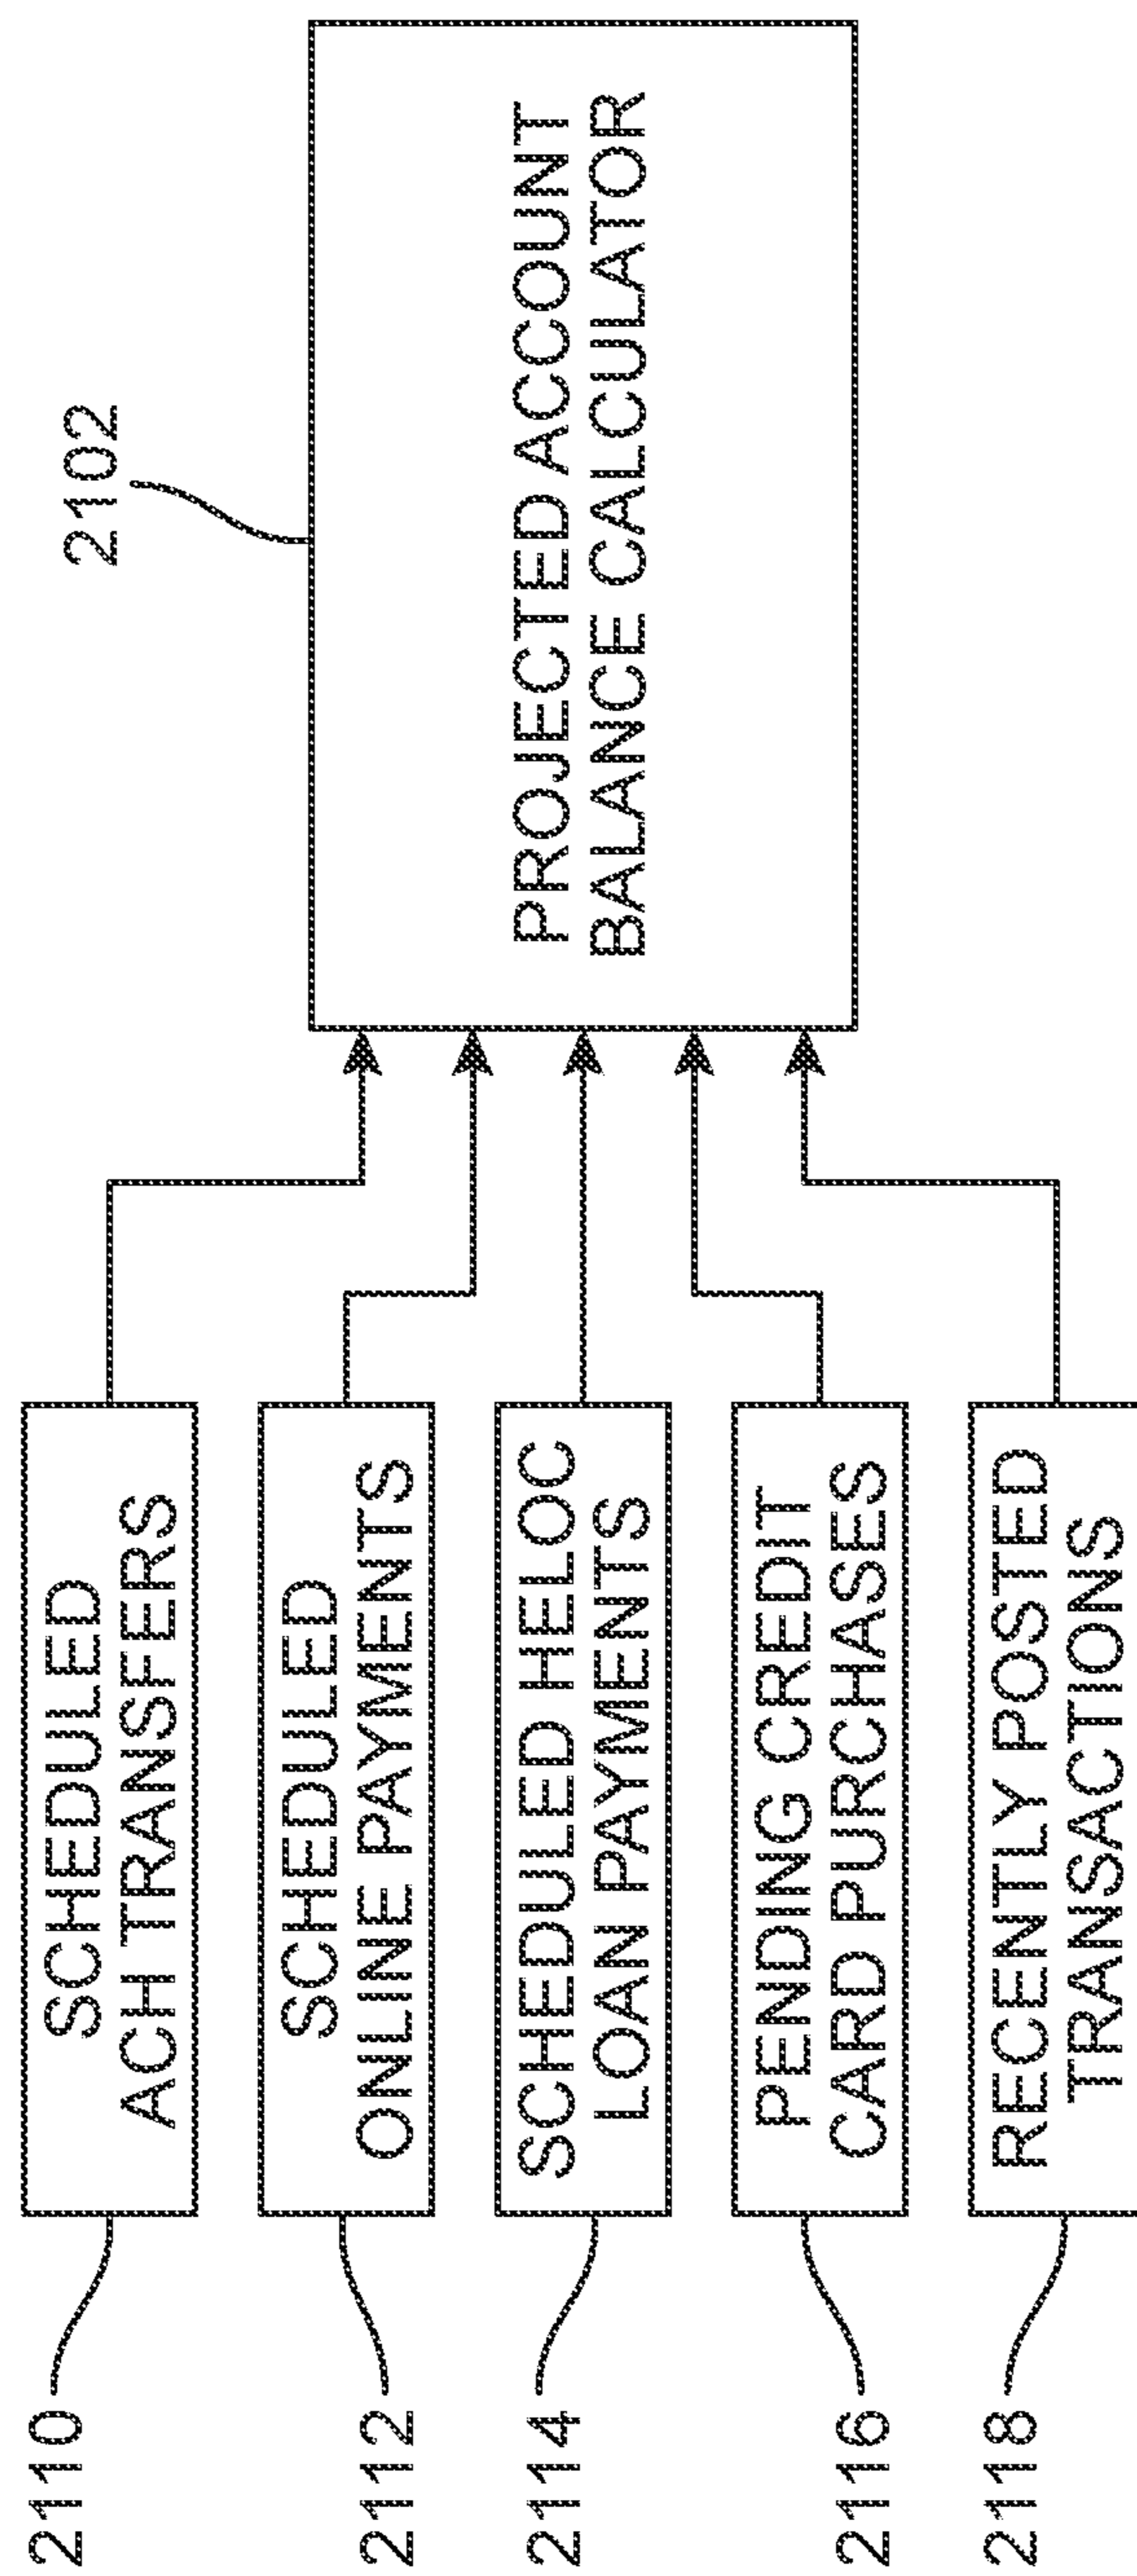 2110
SCHEDULED
ACH TRANSFERS
2112
SCHEDULED
ONLINE PAYMENTS
2114
SCHEDULED HELOC
LOAN PAYMENTS
2116
PENDING CREDIT
CARD PURCHASES
2118
RECENTLY POSTED
TRANSACTIONS
2102
PROJECTED ACCOUNT
BALANCE CALCULATOR